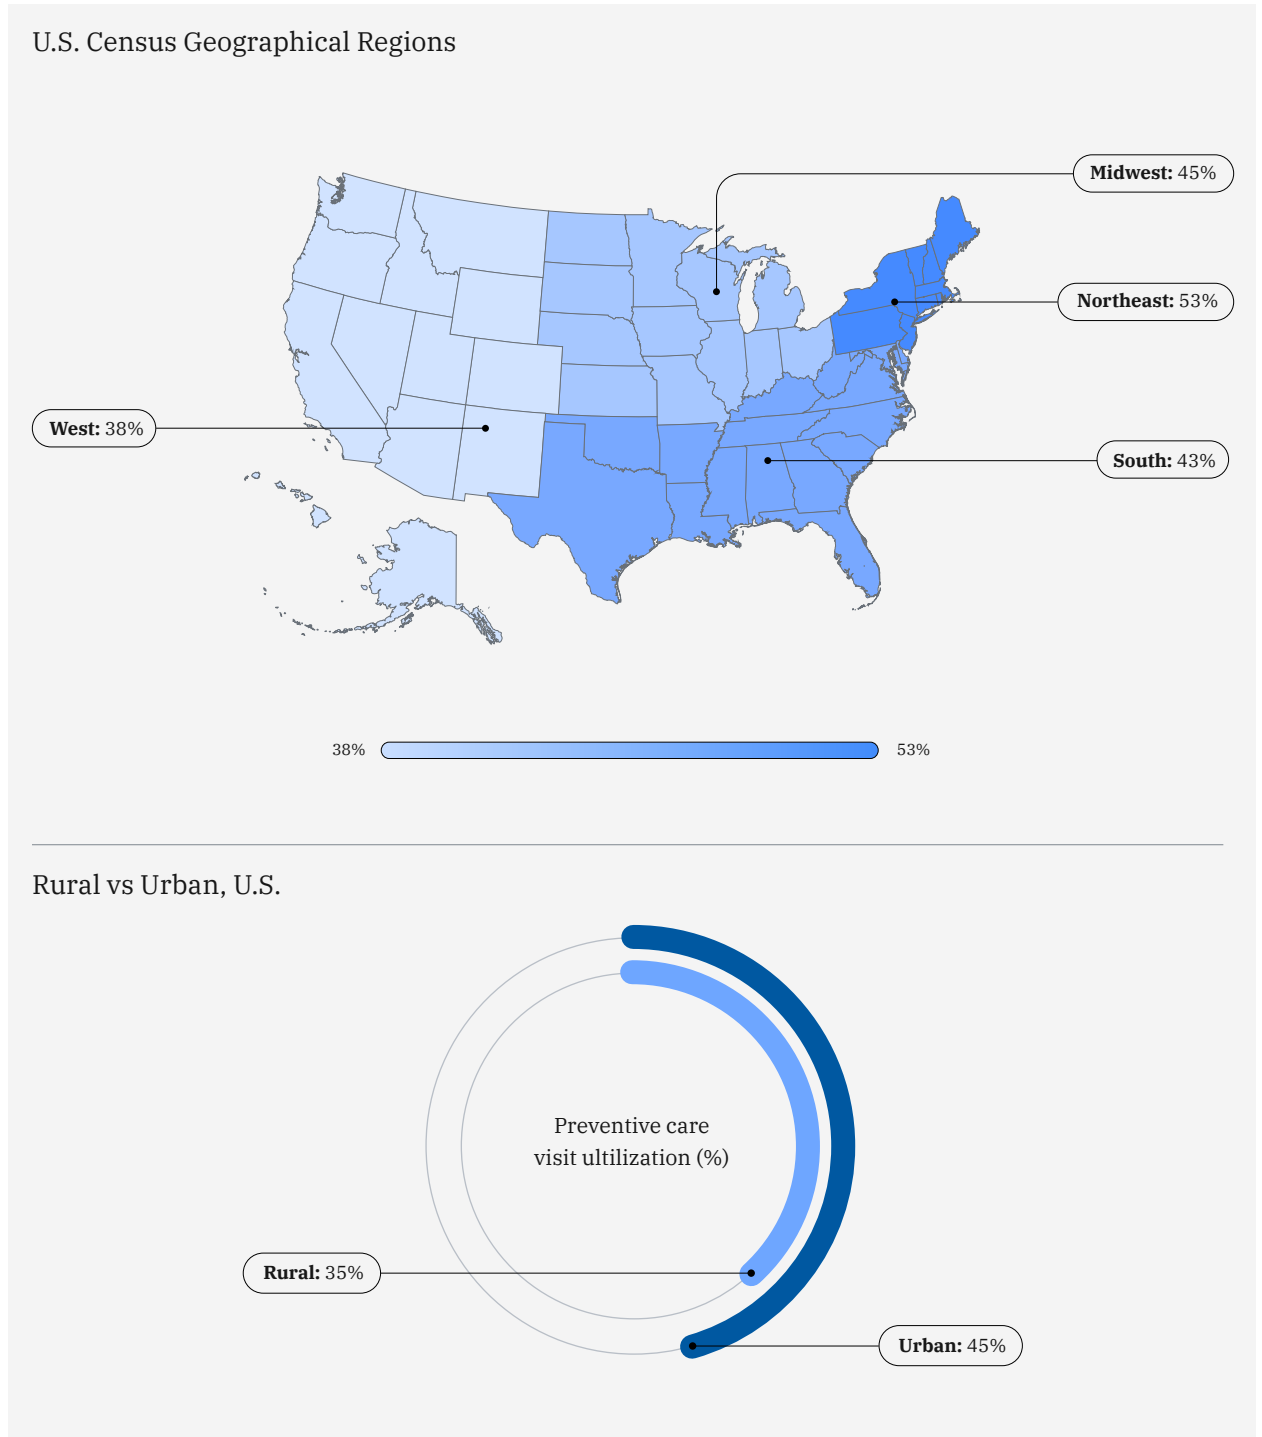 U.S. Census Geographical Regions
Midwest: 45%
Northeast: 53%
West: 38%
South: 43%
38%
53%
Rural vs Urban, U.S.
Preventive care
visit ultilization (%)
Rural: 35%
Urban: 45%